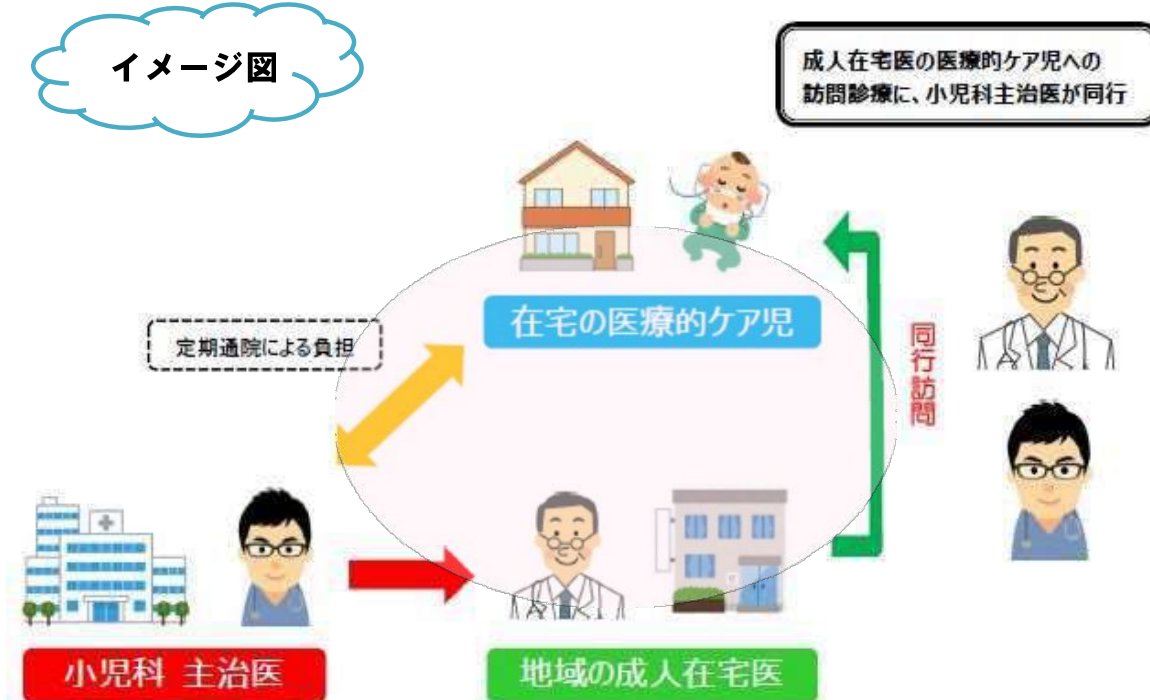 イメージ図
成人在宅医の医療的ケア児への
訪問診療に、小児科主治医が同行
在宅の医療的ケア児
定期通院による負担
同行訪問
小児科 主治医
地域の成人在宅医